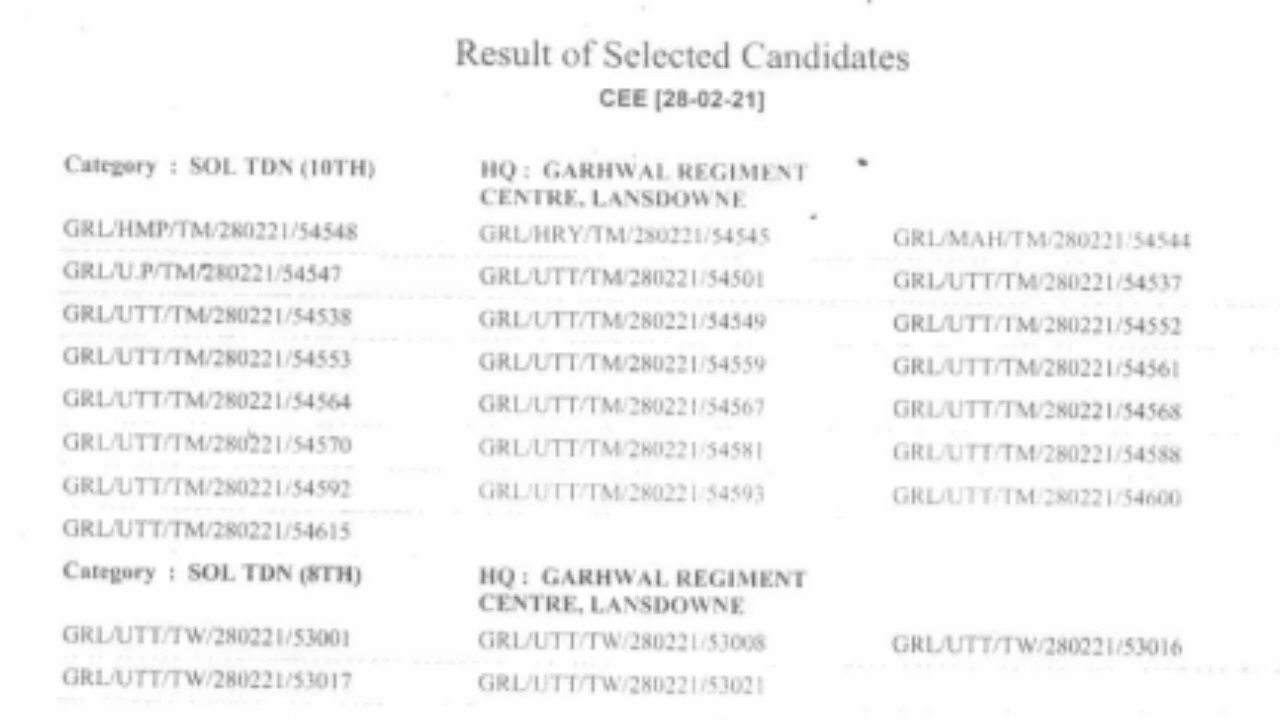 Result of Selected Candidates
CEE [28-02-21]
Category : SOL TDN (10TH) HQ : GARHWAL REGIMENT
CENTRE, LANSDOWNE
GRL/HMP/TM/280221/54548 GRL/HRY/TM/280221/54545 GRL/MAH/TM/280221/54544
GRL/U.P/TM/280221/54547 GRL/UTT/TM/280221/54501 GRL/UTT/TM/280221/54537
GRL/UTT/TM/280221/54538 GRL/UTT/TM/280221/54549 GRL/UTT/TM/280221/54552
GRL/UTT/TM/280221/54553 GRL/UTT/TM/280221/54559 GRL/UTT/TM/280221/54561
GRL/UTT/TM/280221/54564 GRL/UTT/TM/280221/54567 GRL/UTT/TM/280221/54568
GRL/UTT/TM/280221/54570 GRL/UTT/TM/280221/54581 GRL/UTT/TM/280221/54588
GRL/UTT/TM/280221/54592 GRL/UTT/TM/280221/54593 GRL/UTT/TM/280221/54600
GRL/UTT/TM/280221/54615
Category : SOL TDN (8TH) HQ : GARHWAL REGIMENT
CENTRE, LANSDOWNE
GRL/UTT/TW/280221/53001 GRL/UTT/TW/280221/53008 GRL/UTT/TW/280221/53016
GRL/UTT/TW/280221/53017 GRL/UTT/TW/280221/53021